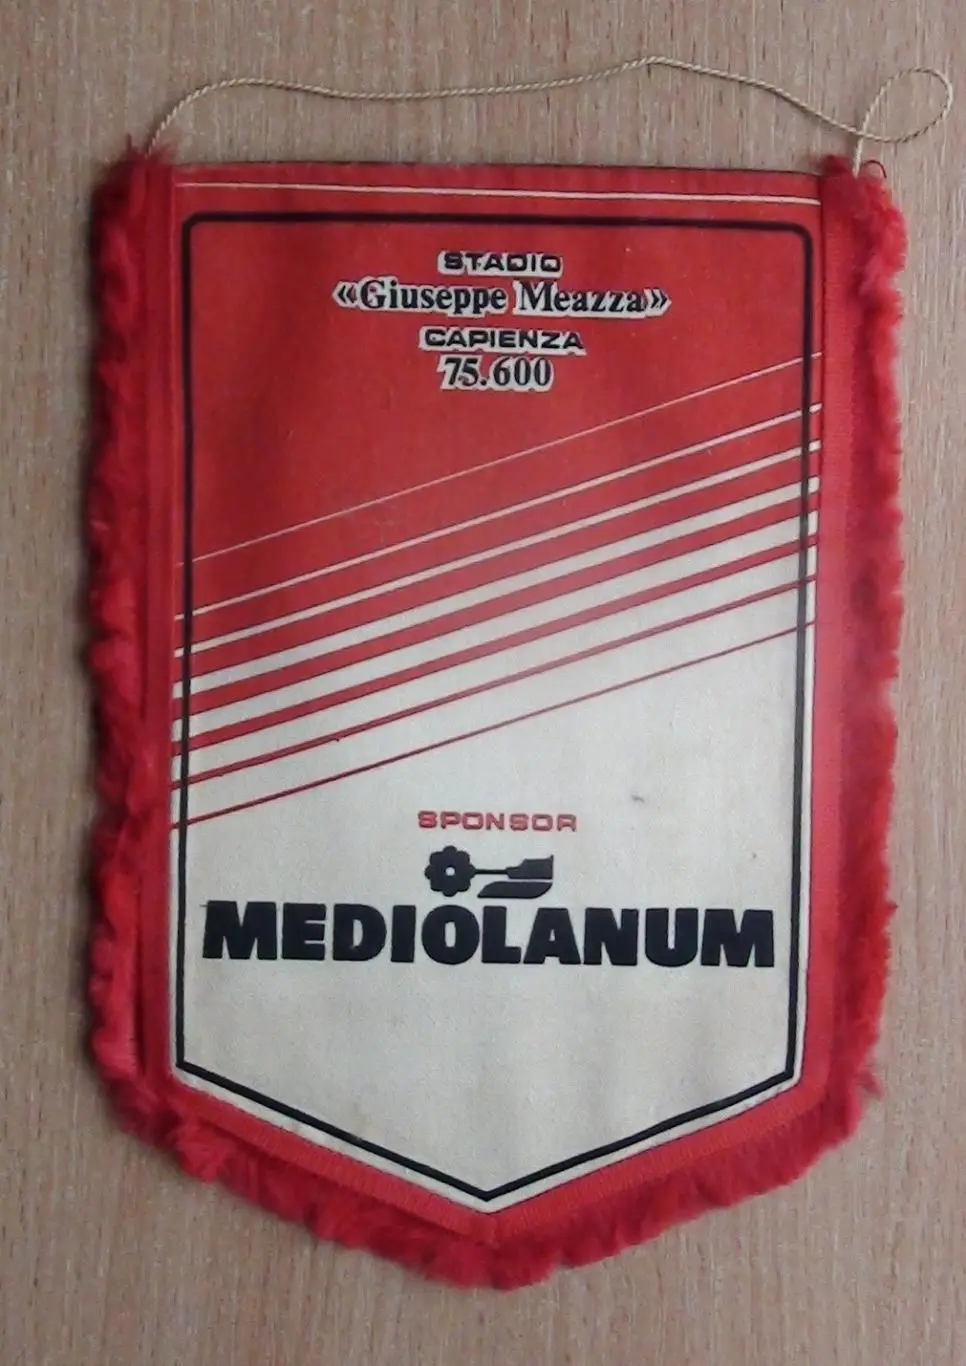 STADIO
«Giuseppe Meazza»
CAPIENZA
75.600
SPONSOR
MEDIOLANUM